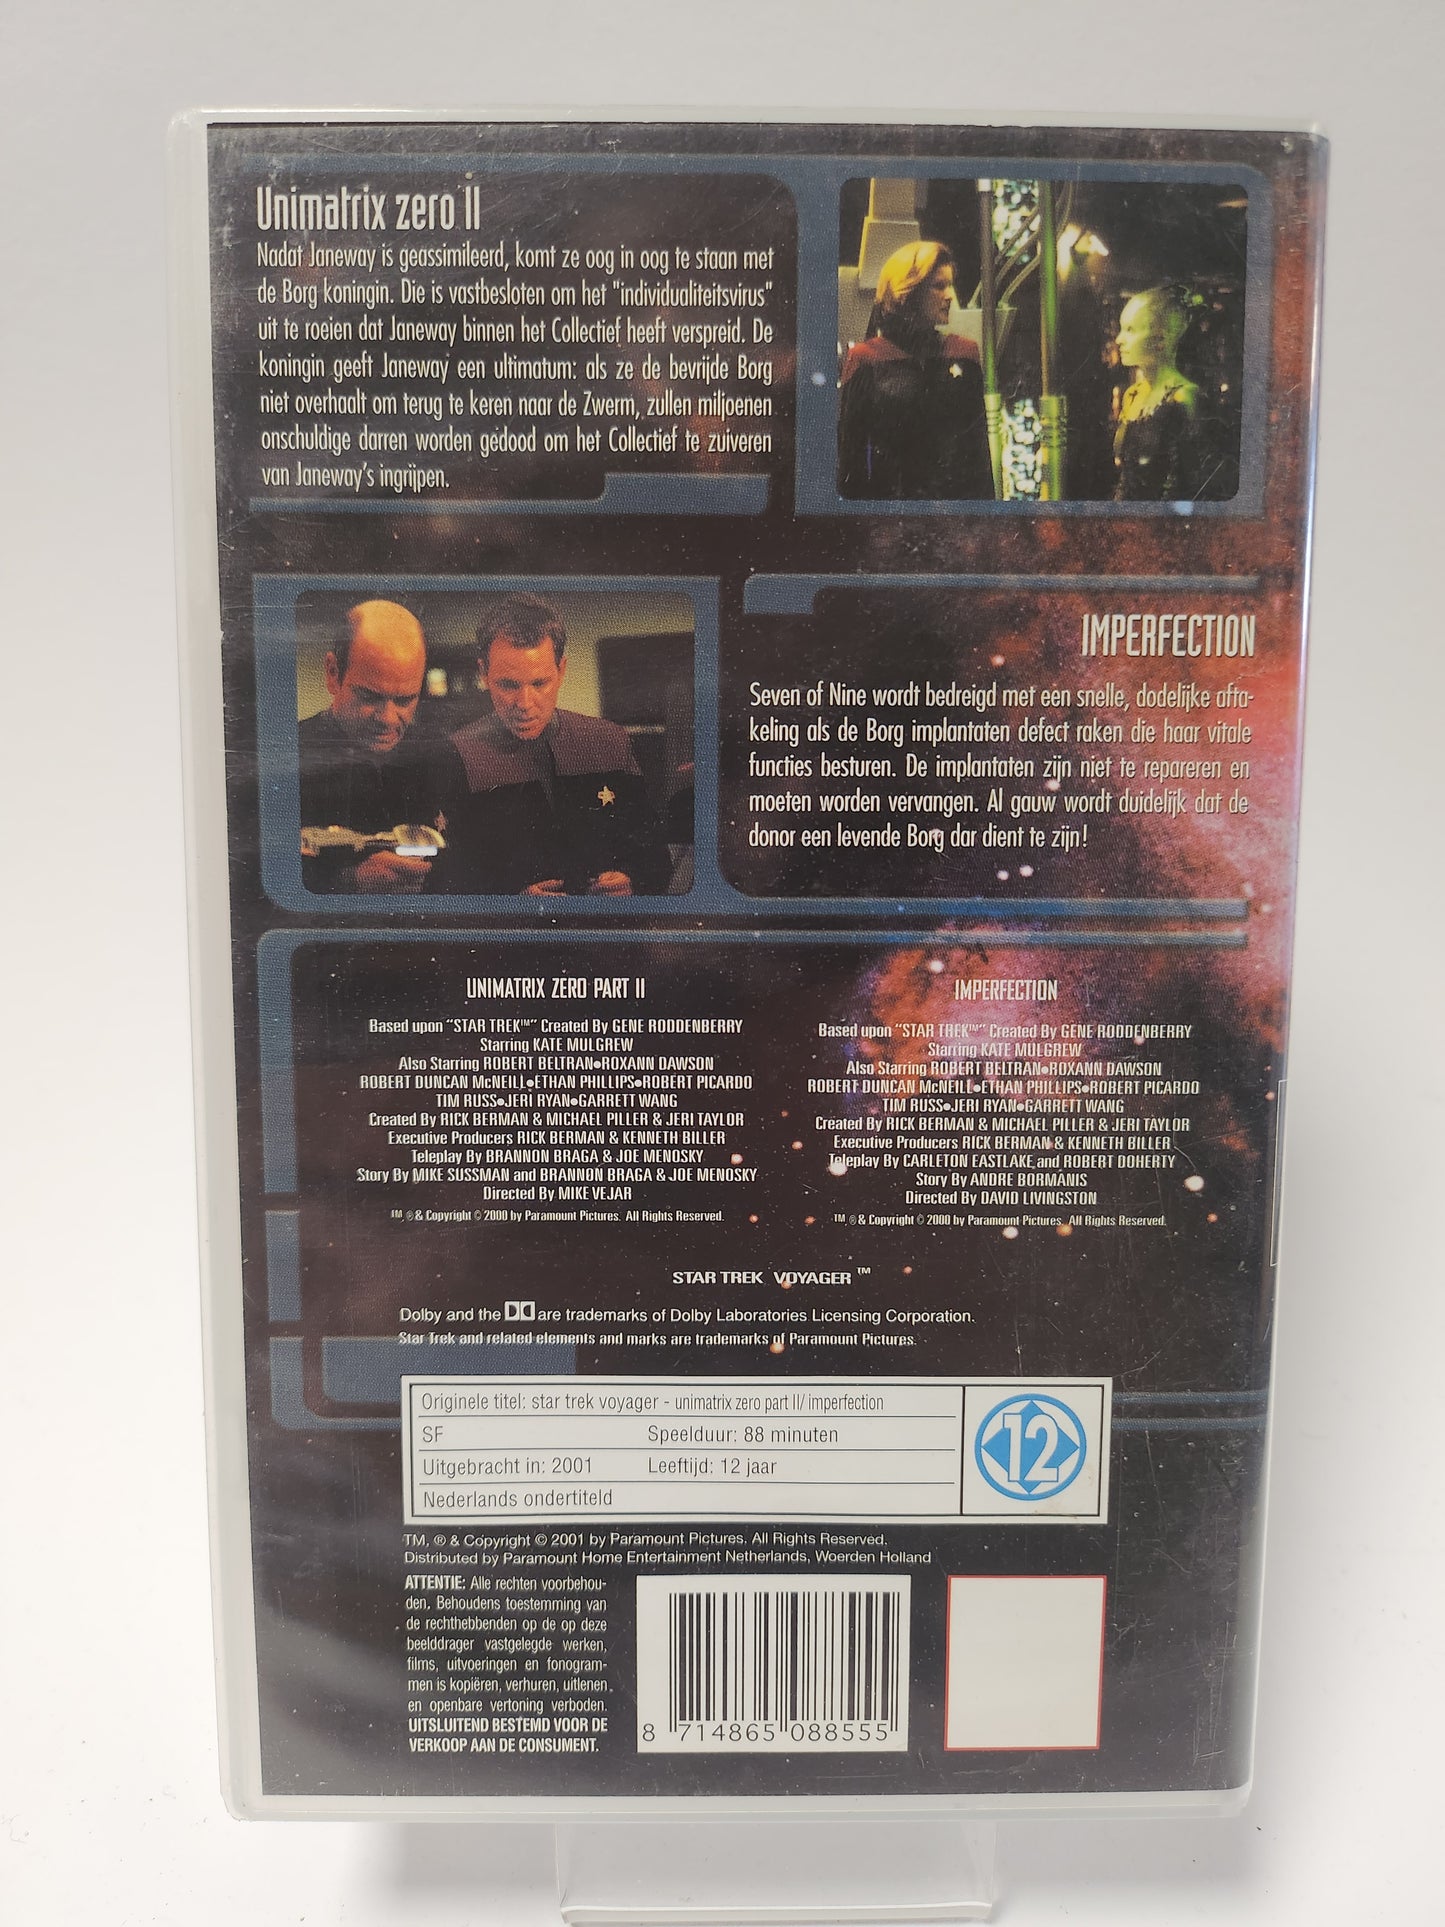 Unimatrix zero II
Nadat Janeway is geassimileerd, komt ze oog in oog te staan met
de Borg koningin. Die is vastbesloten om het "individualiteitsvirus"
uit te roeien dat Janeway binnen het Collectief heeft verspreid. De
koningin geeft Janeway een ultimatum: als ze de bevrijde Borg
niet overhaalt om terug te keren naar de Zwerm, zullen miljoenen
onschuldige darren worden gedood om het Collectief te zuiveren
van Janeway's ingrijpen.
IMPERFECTION
Seven of Nine wordt bedreigd met een snelle, dodelijke afta-
keling als de Borg implantaten defect raken die haar vitale
functies besturen. De implantaten zijn niet te repareren en
moeten worden vervangen. Al gauw wordt duidelijk dat de
donor een levende Borg dar dient te zijn!
UNIMATRIX ZERO PART II
Based upon "STAR TREK™" Created By GENE RODDENBERRY
Starring KATE MULGREW
Also Starring ROBERT BELTRAN•ROXANN DAWSON
ROBERT DUNCAN McNEILL•ETHAN PHILLIPS•ROBERT PICARDO
TIM RUSS•JERI RYAN•GARRETT WANG
Created By RICK BERMAN & MICHAEL PILLER & JERI TAYLOR
Executive Producers RICK BERMAN & KENNETH BILLER
Teleplay By BRANNON BRAGA & JOE MENOSKY
Story By MIKE SUSSMAN and BRANNON BRAGA & JOE MENOSKY
Directed By MIKE VEJAR
TM, ® & Copyright © 2000 by Paramount Pictures. All Rights Reserved.
IMPERFECTION
Based upon "STAR TREK™" Created By GENE RODDENBERRY
Starring KATE MULGREW
Also Starring ROBERT BELTRAN•ROXANN DAWSON
ROBERT DUNCAN McNEILL•ETHAN PHILLIPS•ROBERT PICARDO
TIM RUSS•JERI RYAN•GARRETT WANG
Created By RICK BERMAN & MICHAEL PILLER & JERI TAYLOR
Executive Producers RICK BERMAN & KENNETH BILLER
Teleplay By CARLETON EASTLAKE and ROBERT DOHERTY
Story By ANDRE BORMANIS
Directed By DAVID LIVINGSTON
TM, ® & Copyright © 2000 by Paramount Pictures. All Rights Reserved.
STAR TREK VOYAGER ™
Dolby and the DD are trademarks of Dolby Laboratories Licensing Corporation.
Star Trek and related elements and marks are trademarks of Paramount Pictures.
Originele titel: star trek voyager - unimatrix zero part II/ imperfection
SF Speelduur: 88 minuten
Uitgebracht in: 2001 Leeftijd: 12 jaar
Nederlands ondertiteld
12
TM, ® & Copyright © 2001 by Paramount Pictures. All Rights Reserved.
Distributed by Paramount Home Entertainment Netherlands, Woerden Holland
ATTENTIE: Alle rechten voorbehou-
den. Behoudens toestemming van
de rechthebbenden op de op deze
beelddrager vastgelegde werken,
films, uitvoeringen en fonogram-
men is kopiëren, verhuren, uitlenen
en openbare vertoning verboden.
UITSLUITEND BESTEMD VOOR DE
VERKOOP AAN DE CONSUMENT.
8 714865 088555